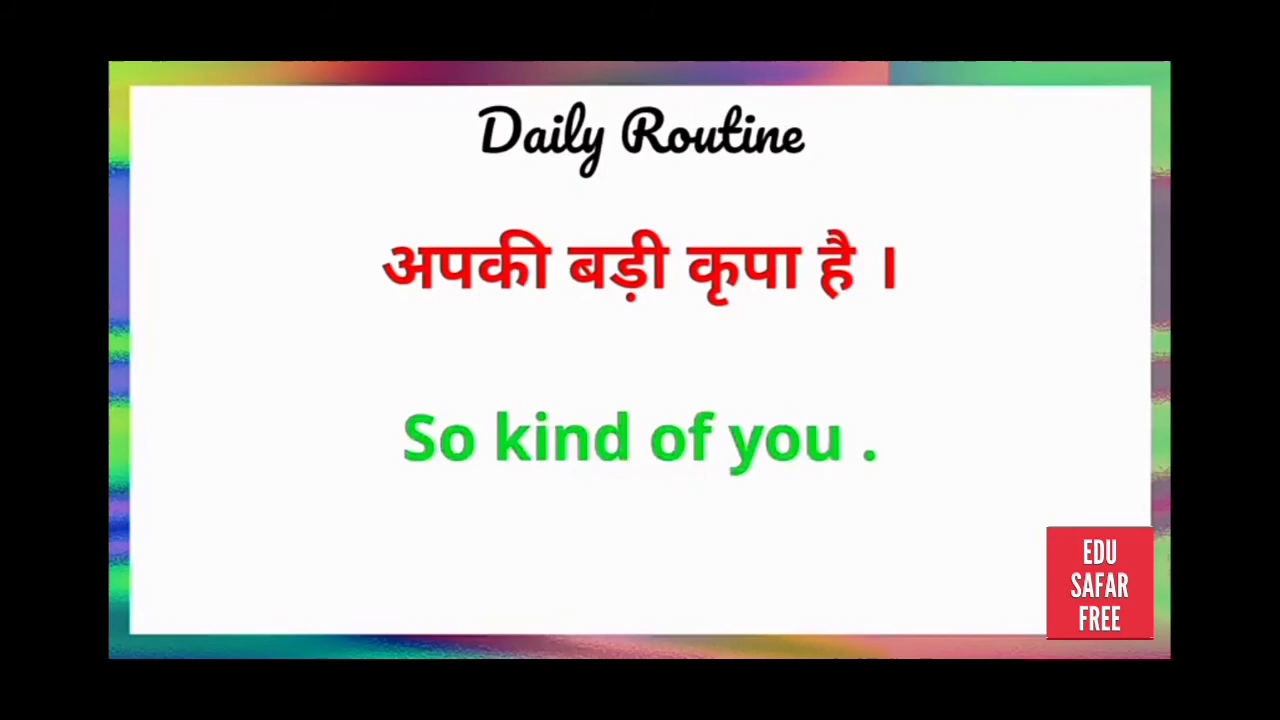 Daily Routine
अपकी बड़ी कृपा है ।
So kind of you .
EDU
SAFAR
FREE